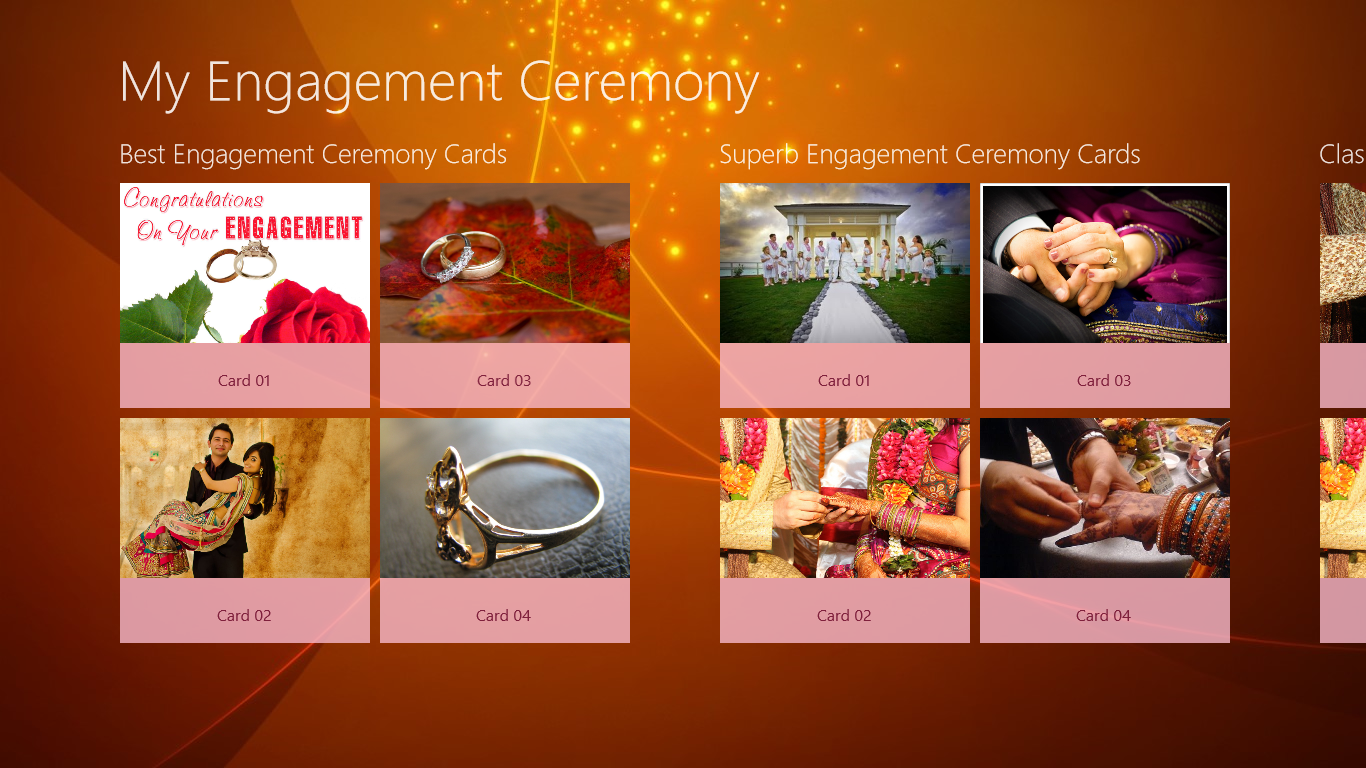 My Engagement Ceremony
Best Engagement Ceremony Cards
Superb Engagement Ceremony Cards
Clas
Congratulations
On Your ENGAGEMENT
Card 01
Card 03
Card 01
Card 03
Card 02
Card 04
Card 02
Card 04